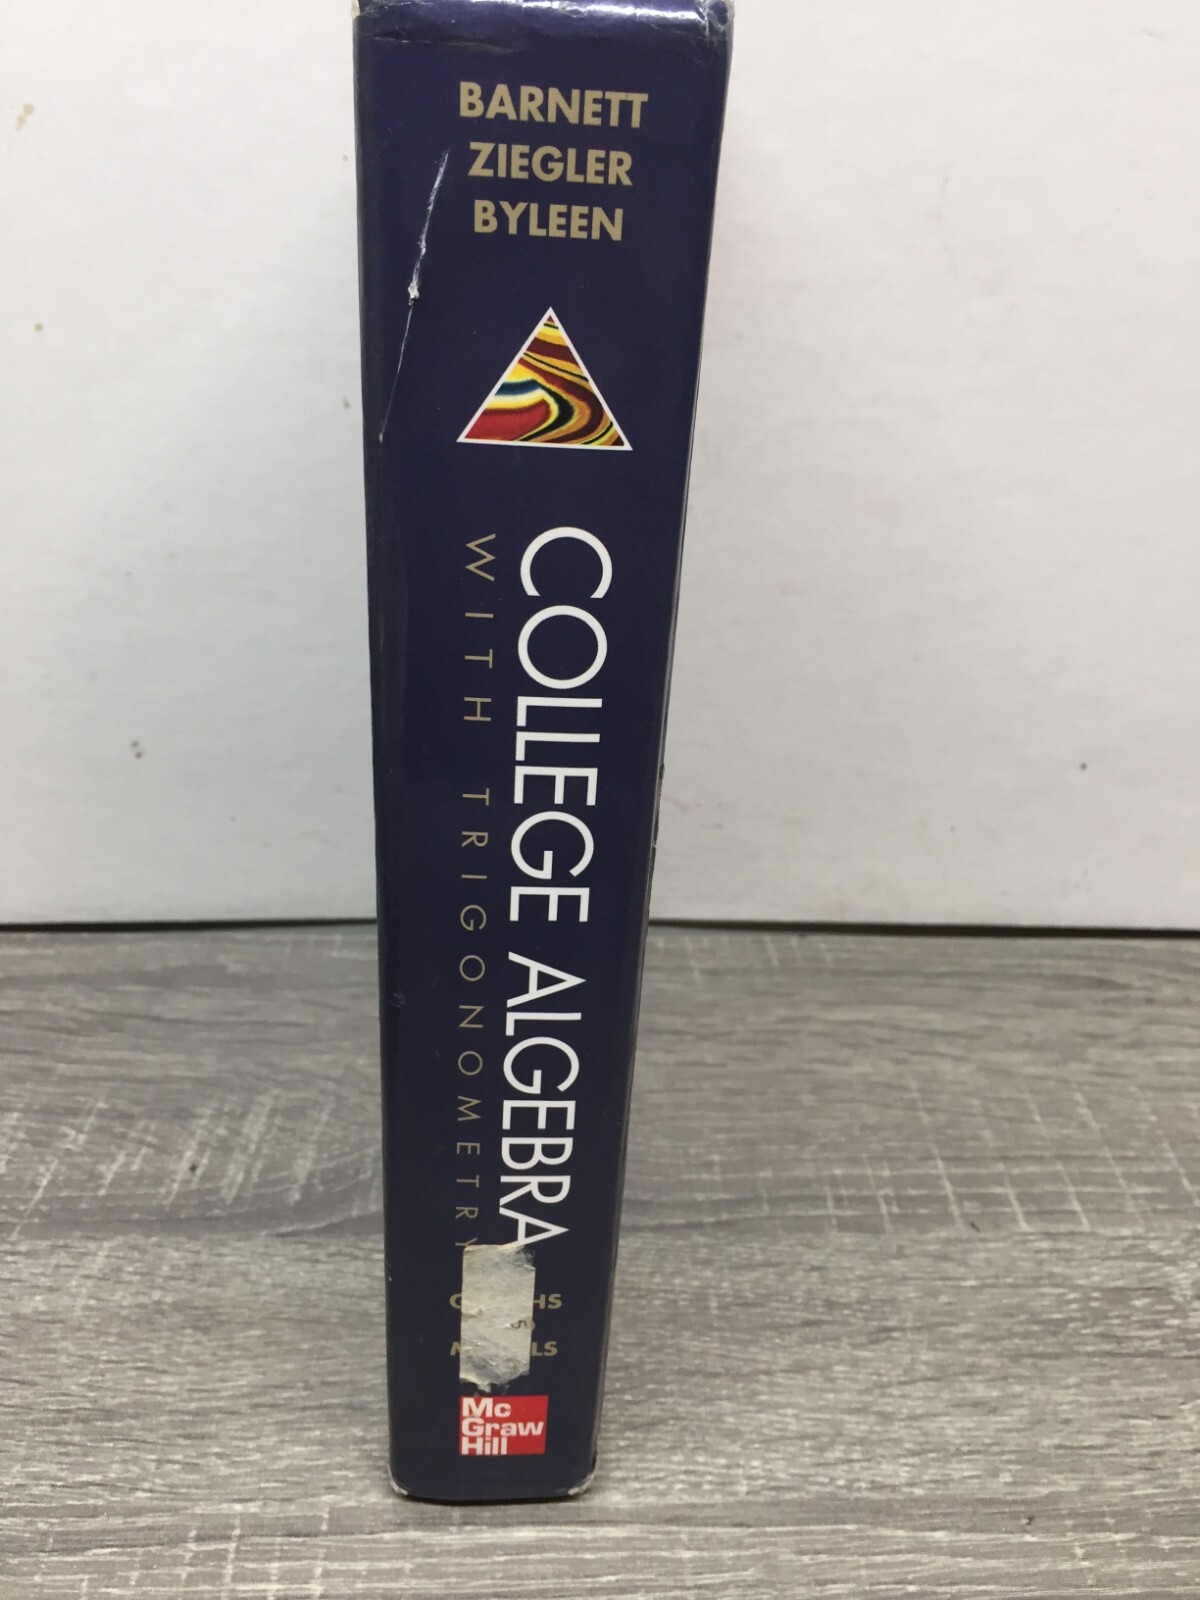 BARNETT
ZIEGLER
BYLEEN
COLLEGE ALGEBRA
WITH TRIGONOMETRY
Mc
Graw
Hill